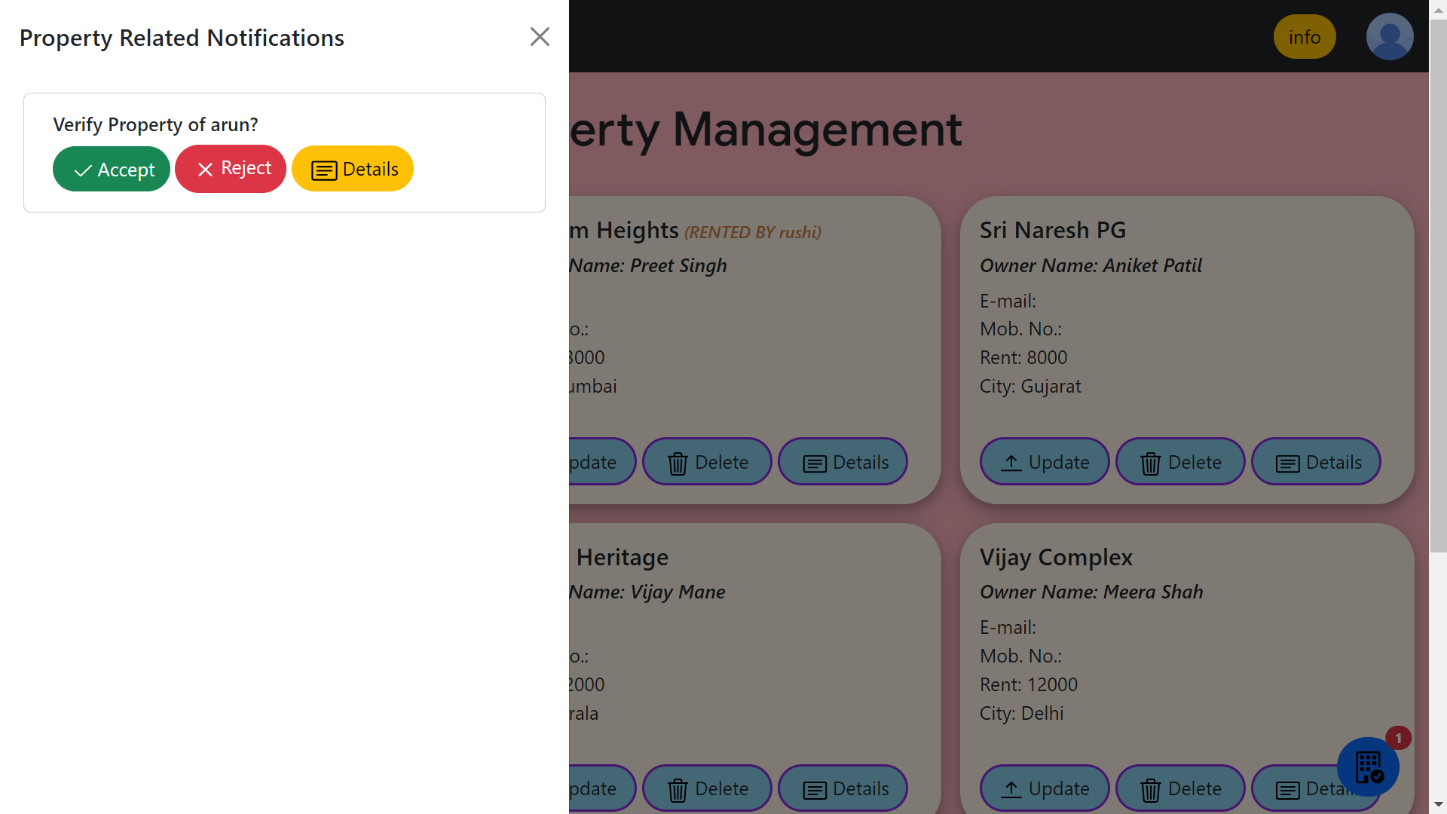 Property Related Notifications
info
Verify Property of arun?
Accept
Reject
Details
erty Management
m Heights (RENTED BY rushi)
Name: Preet Singh
o.:
3000
umbai
pdate
Delete
Details
Sri Naresh PG
Owner Name: Aniket Patil
E-mail:
Mob. No.:
Rent: 8000
City: Gujarat
Update
Delete
Details
Heritage
Name: Vijay Mane
o.:
2000
rala
pdate
Delete
Details
Vijay Complex
Owner Name: Meera Shah
E-mail:
Mob. No.:
Rent: 12000
City: Delhi
Update
Delete
Detai
1